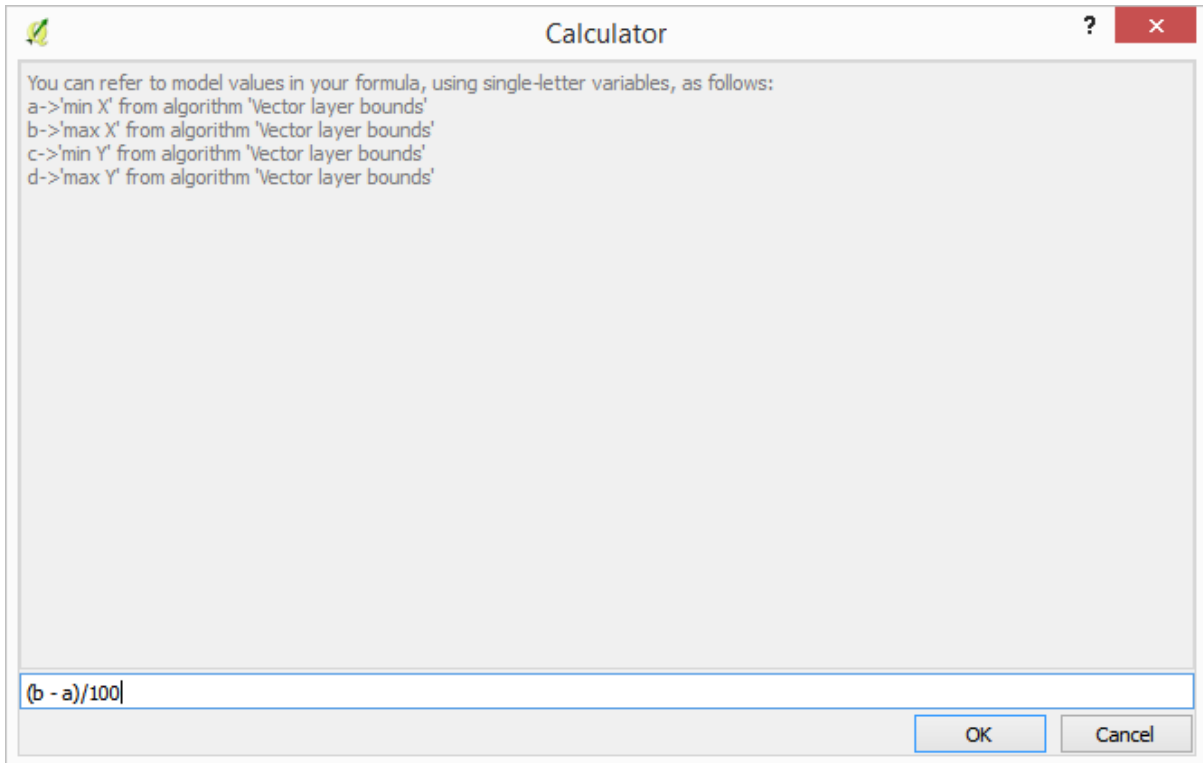 Calculator
?
You can refer to model values in your formula, using single-letter variables, as follows:
a->'min X' from algorithm 'Vector layer bounds'
b->'max X' from algorithm 'Vector layer bounds'
c->'min Y' from algorithm 'Vector layer bounds'
d->'max Y' from algorithm 'Vector layer bounds'
(b - a)/100
OK Cancel